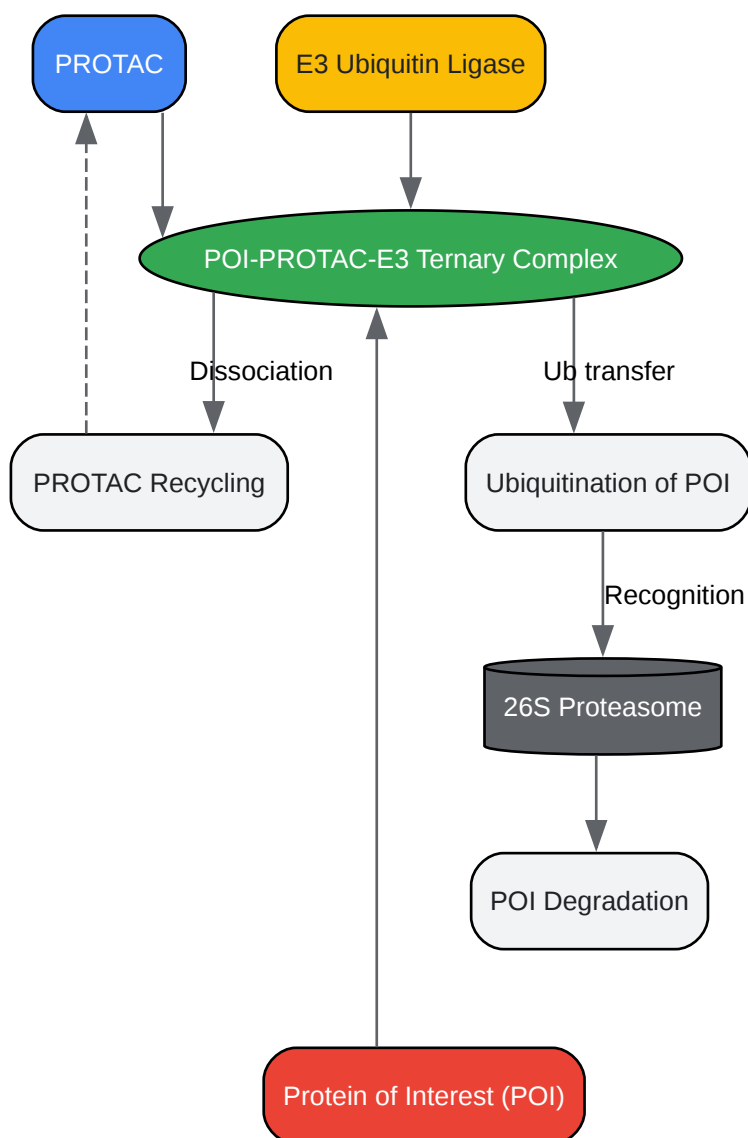 PROTAC
E3 Ubiquitin Ligase
POI-PROTAC-E3 Ternary Complex
Dissociation
Ub transfer
PROTAC Recycling
Ubiquitination of POI
Recognition
26S Proteasome
POI Degradation
Protein of Interest (POI)